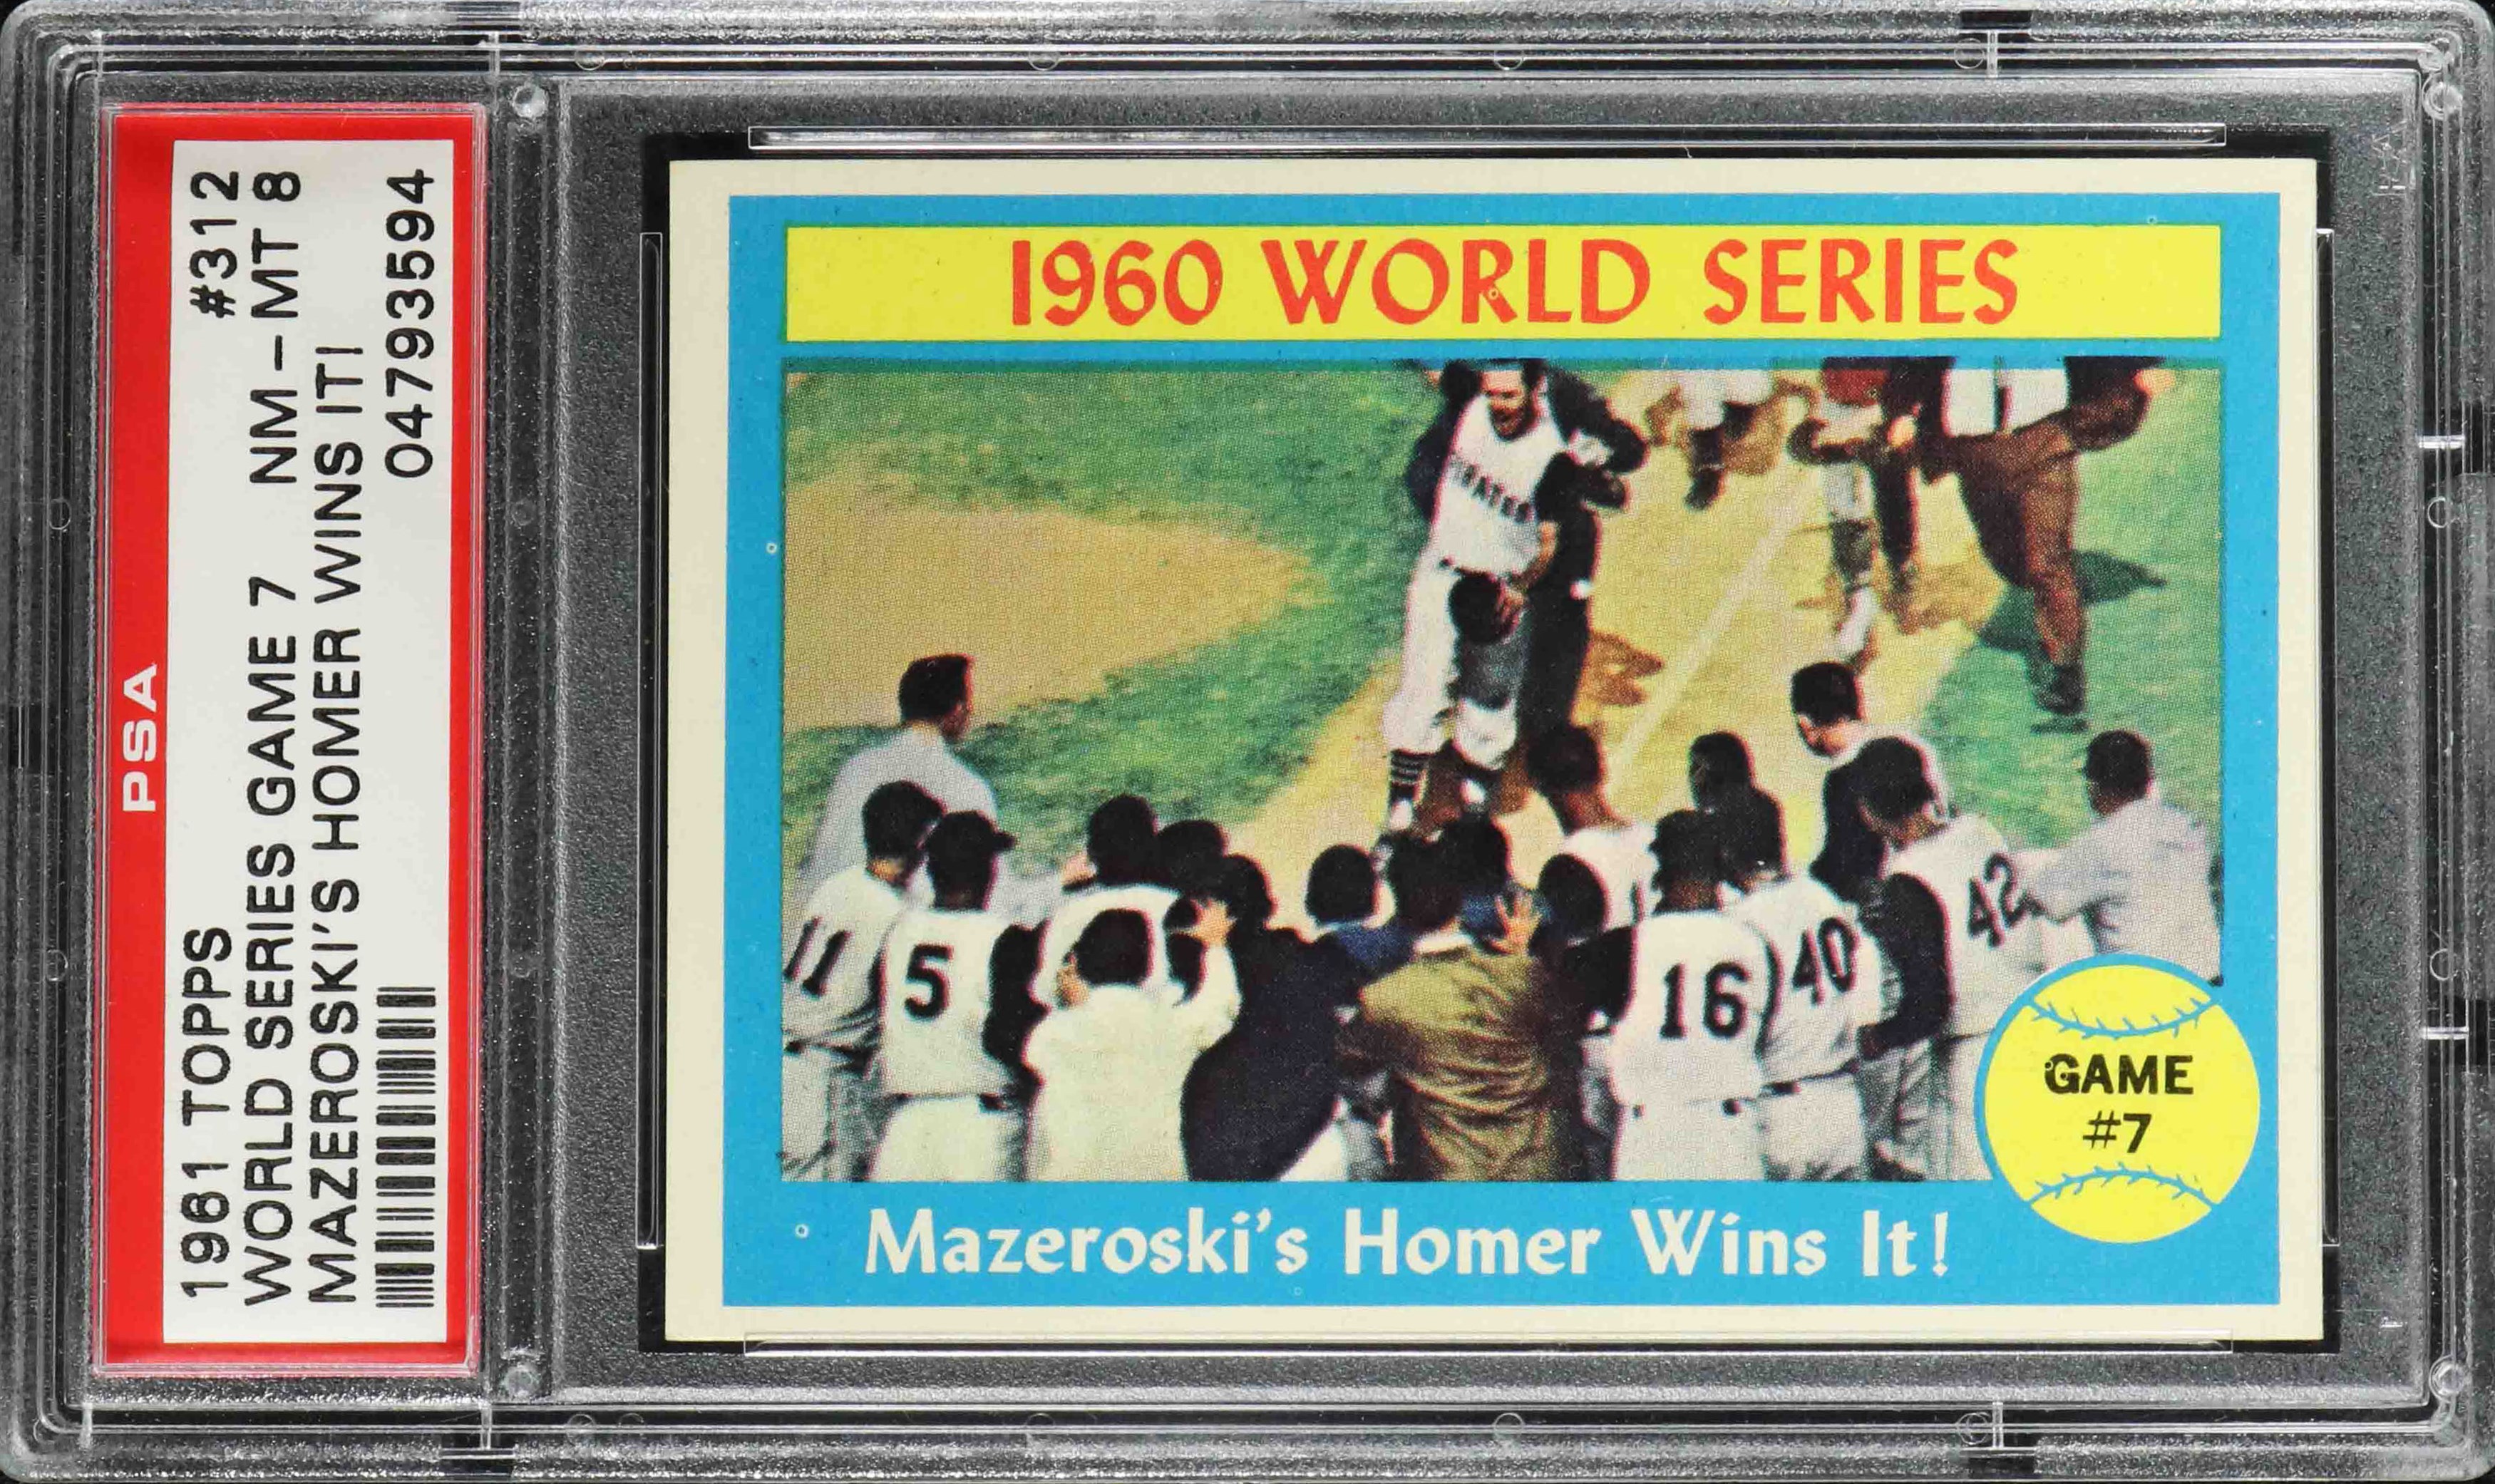 PSA
1961 TOPPS #312
WORLD SERIES GAME 7 NM-MT 8
MAZEROSKI'S HOMER WINS IT!
04793594
1960 WORLD SERIES
PIRATES
11
5
16
40
42
GAME
#7
Mazeroski's Homer Wins It!